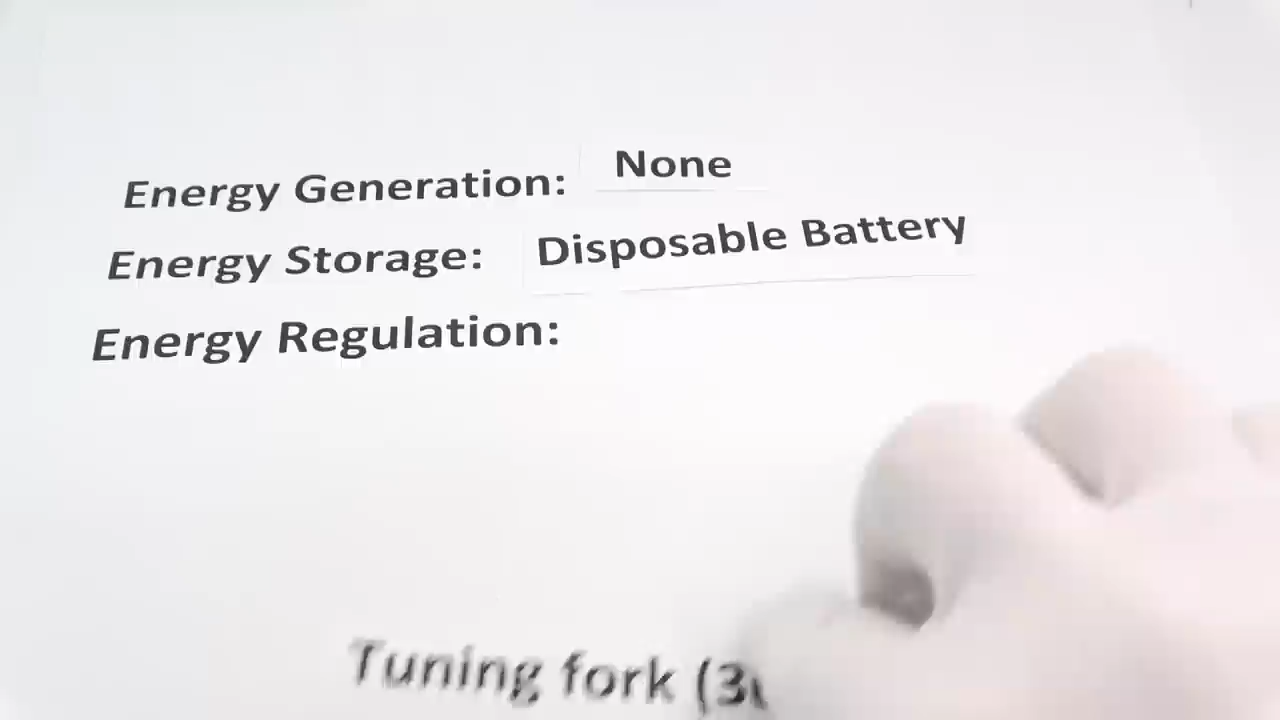 Energy Generation: None
Energy Storage: Disposable Battery
Energy Regulation:
Tuning fork